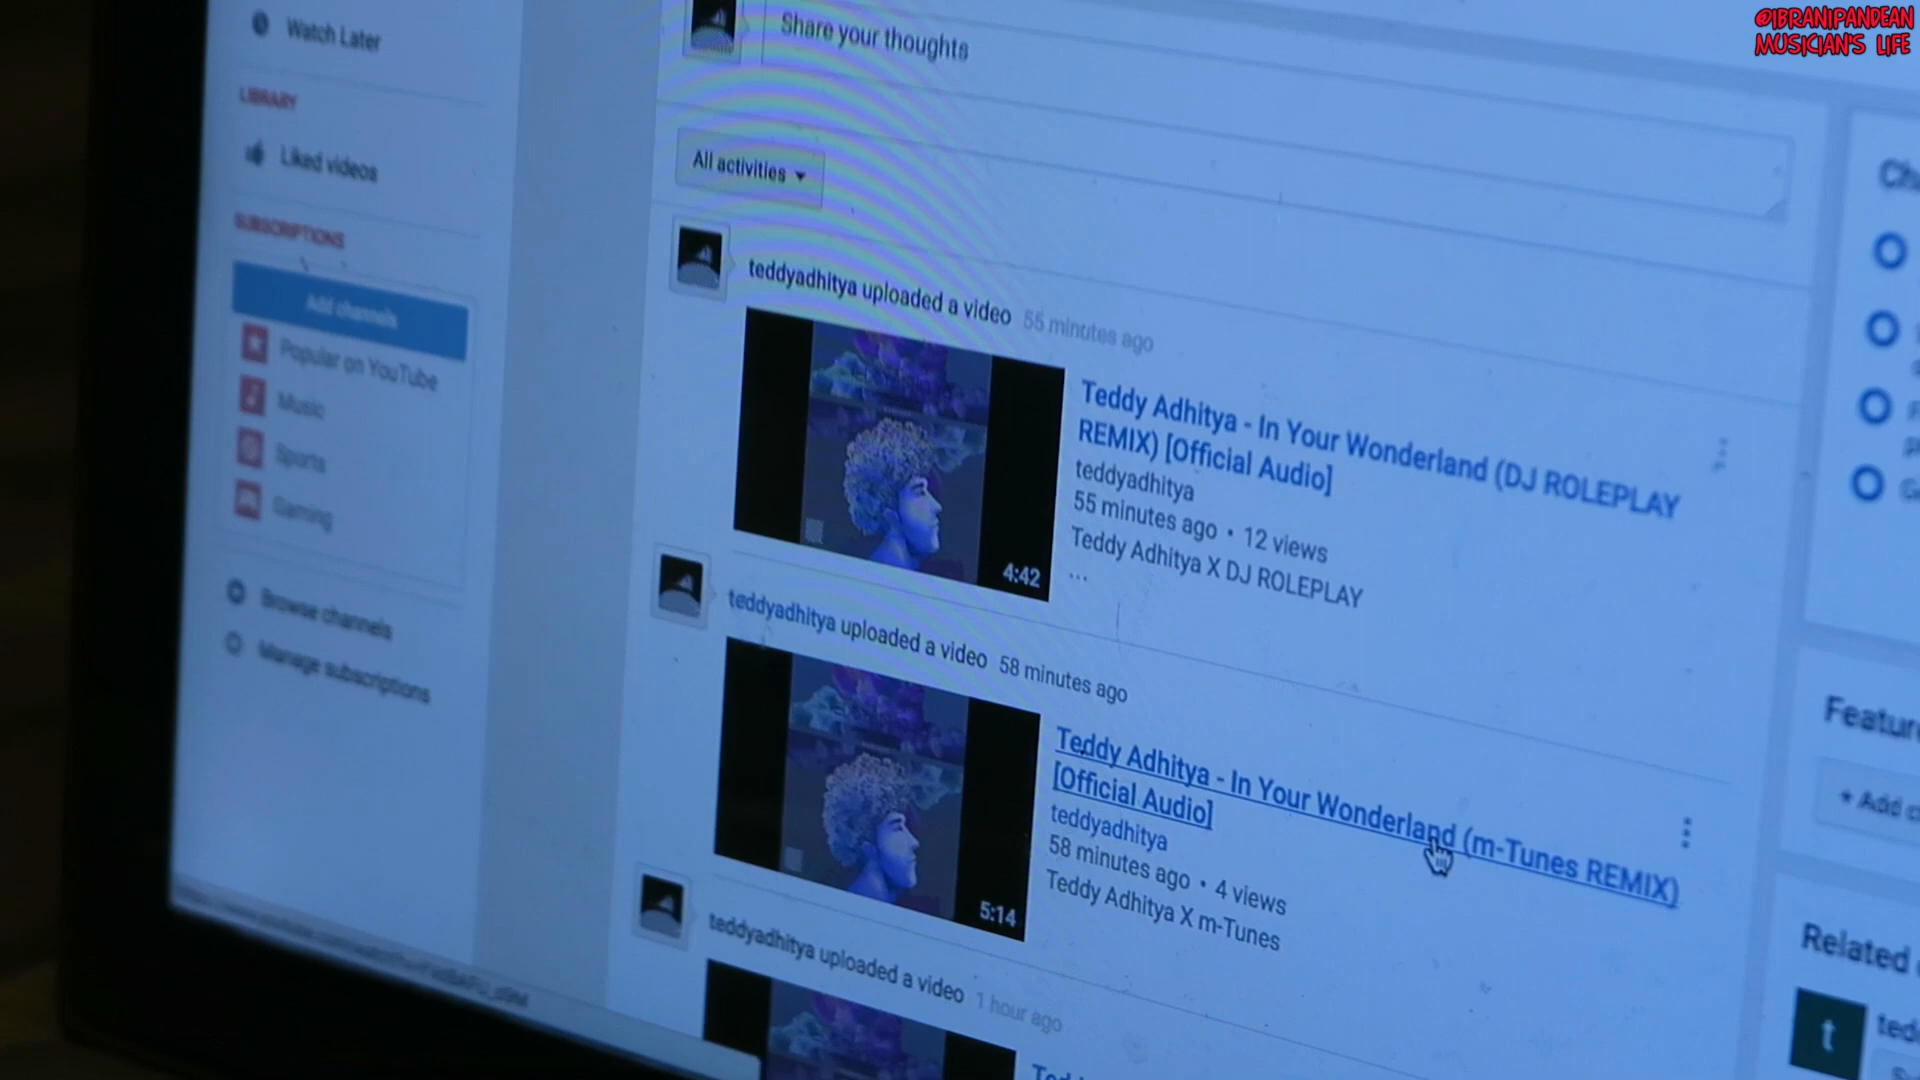 @IBRANIPANDEAN
MUSICIAN'S LIFE
Watch Later
LIBRARY
Liked videos
SUBSCRIPTIONS
Add channels
Popular on YouTube
Music
Sports
Gaming
Browse channels
Manage subscriptions
Share your thoughts
All activities
teddyadhitya uploaded a video 55 minutes ago
Teddy Adhitya - In Your Wonderland (DJ ROLEPLAY
REMIX) [Official Audio]
teddyadhitya
55 minutes ago • 12 views
Teddy Adhitya X DJ ROLEPLAY
...
4:42
teddyadhitya uploaded a video 58 minutes ago
Teddy Adhitya - In Your Wonderland (m-Tunes REMIX)
[Official Audio]
teddyadhitya
58 minutes ago • 4 views
Teddy Adhitya X m-Tunes
5:14
teddyadhitya uploaded a video 1 hour ago
Related
t